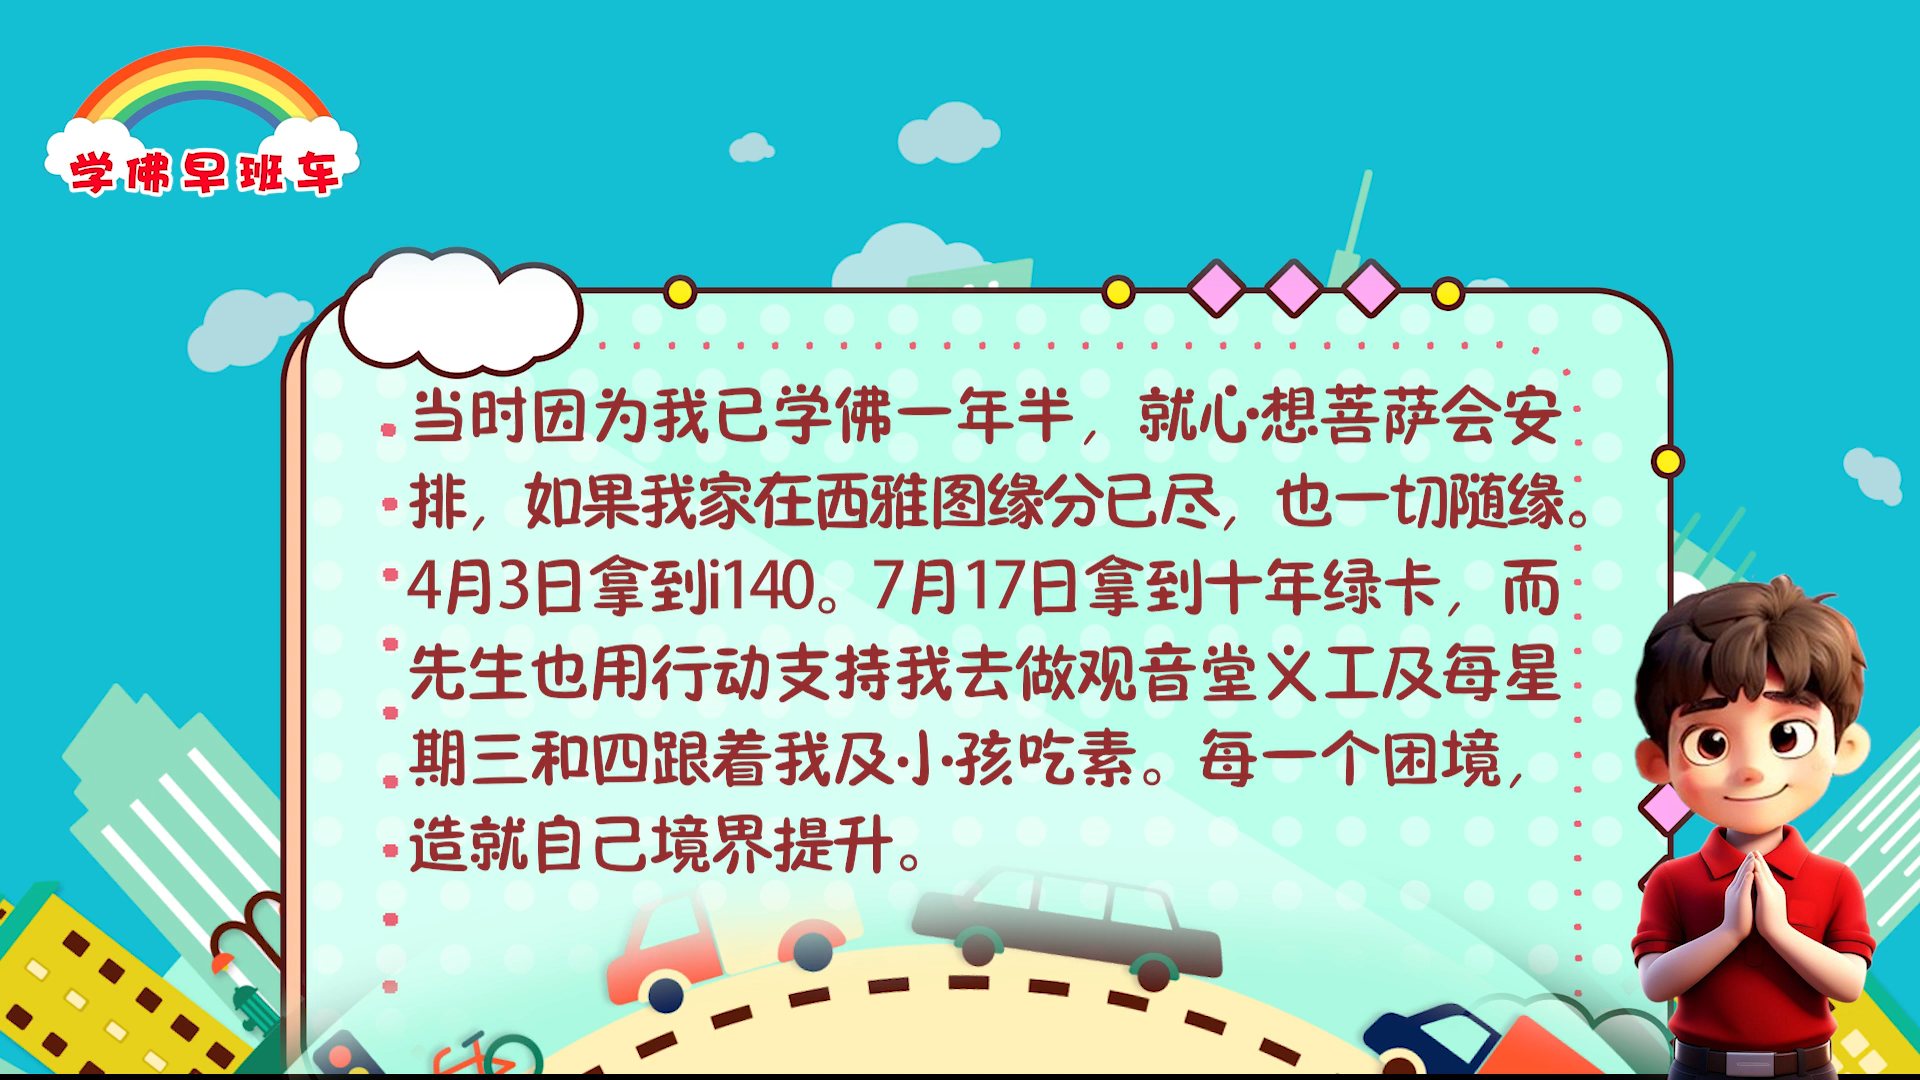 学佛早班车
当时因为我已学佛一年半，就心想菩萨会安
排，如果我家在西雅图缘分已尽，也一切随缘。
4月3日拿到i140。7月17日拿到十年绿卡，而
先生也用行动支持我去做观音堂义工及每星
期三和四跟着我及小孩吃素。每一个困境，
造就自己境界提升。